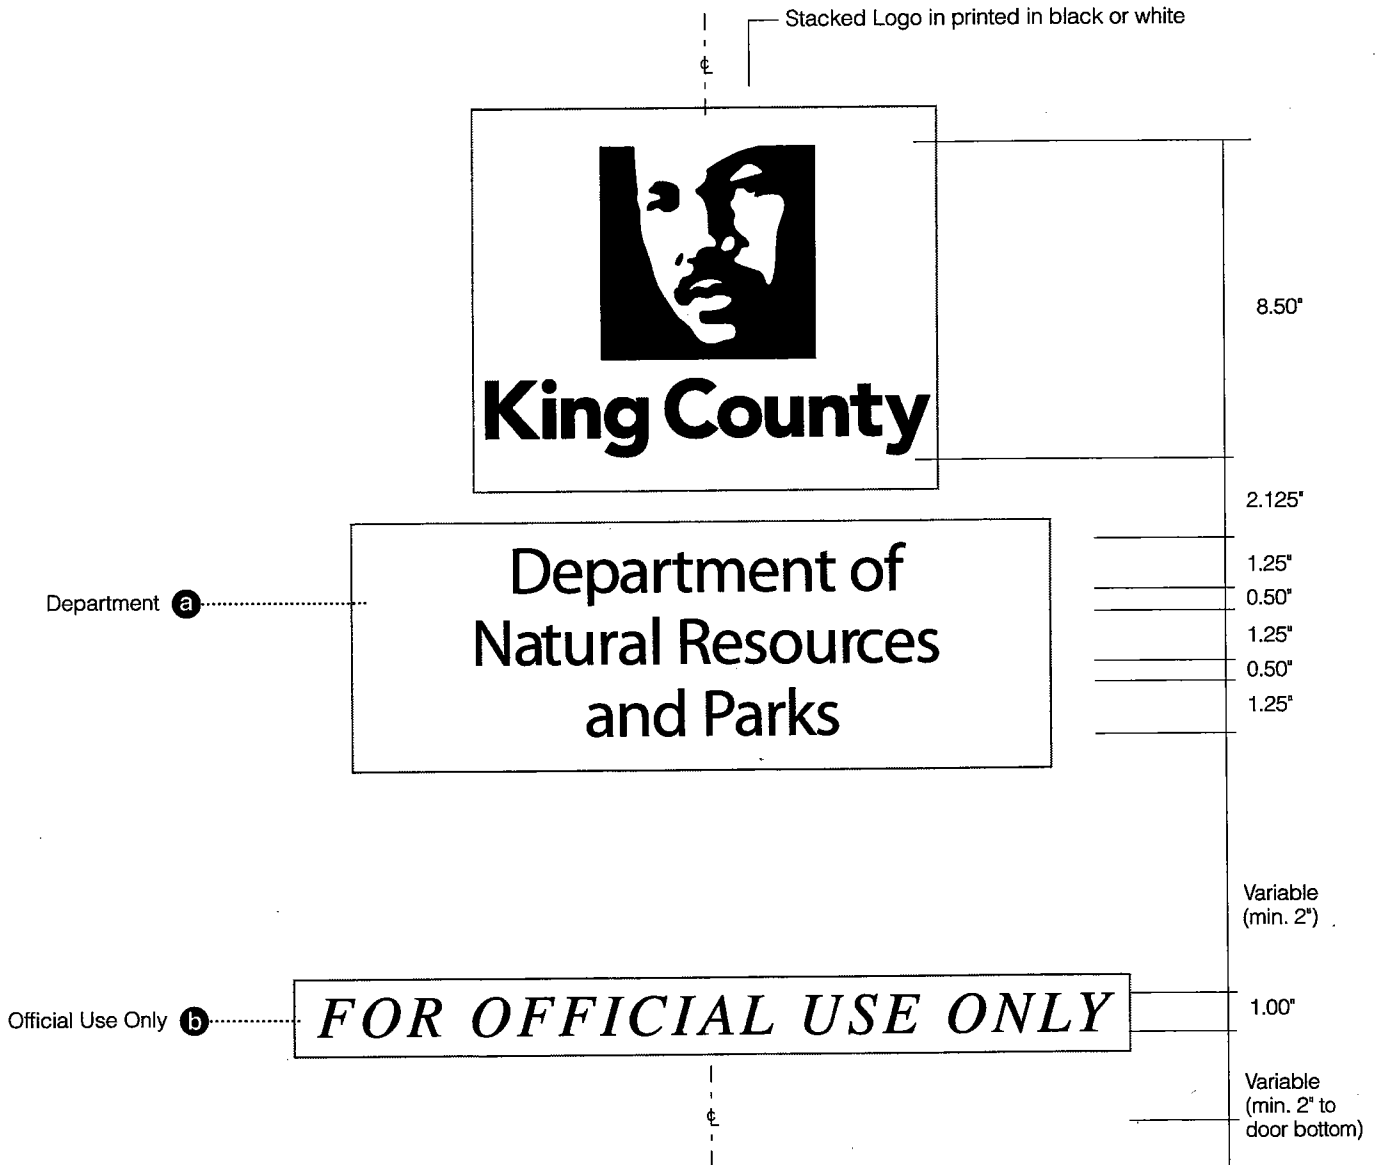 Stacked Logo in printed in black or white
℄
King County
8.50"
2.125"
Department of
Natural Resources
and Parks
Department a
1.25"
0.50"
1.25"
0.50"
1.25"
Variable
(min. 2")
Official Use Only b
FOR OFFICIAL USE ONLY
1.00"
Variable
(min. 2" to
door bottom)
℄